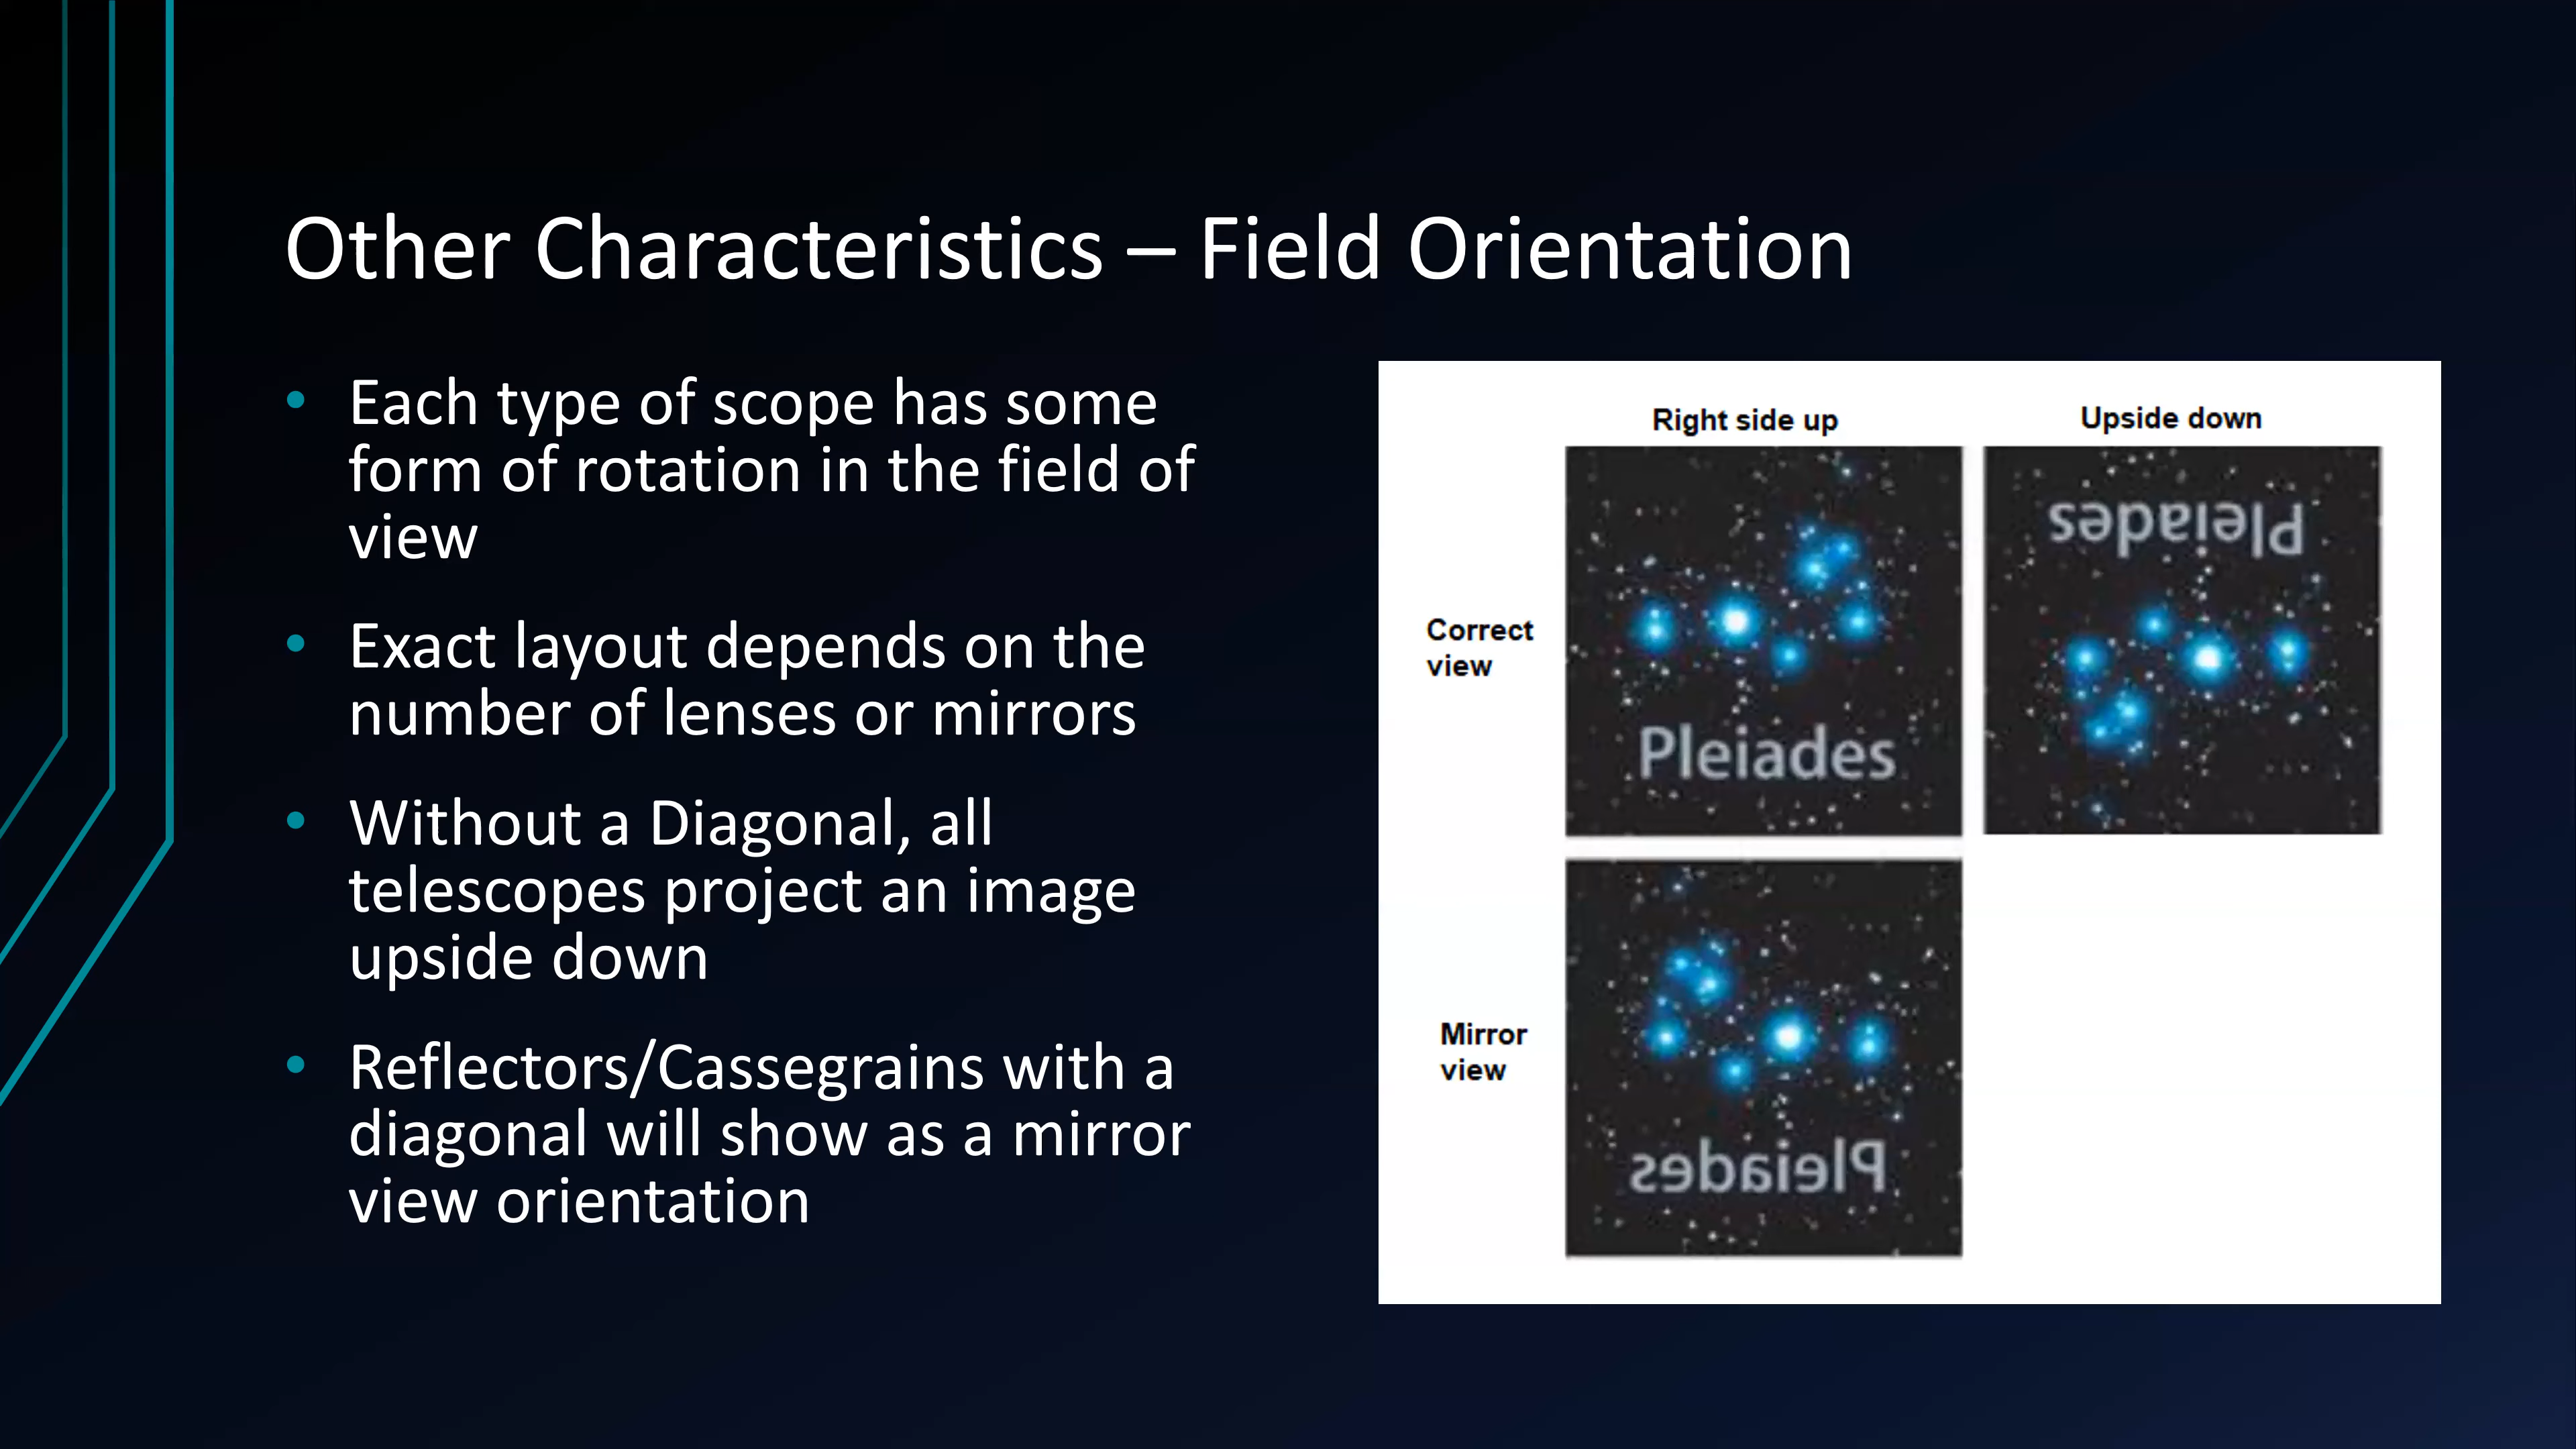 Other Characteristics – Field Orientation
• Each type of scope has some
form of rotation in the field of
view
• Exact layout depends on the
number of lenses or mirrors
• Without a Diagonal, all
telescopes project an image
upside down
• Reflectors/Cassegrains with a
diagonal will show as a mirror
view orientation
Right side up
Upside down
Correct
view
Pleiades
Pleiades
Mirror
view
Pleiades